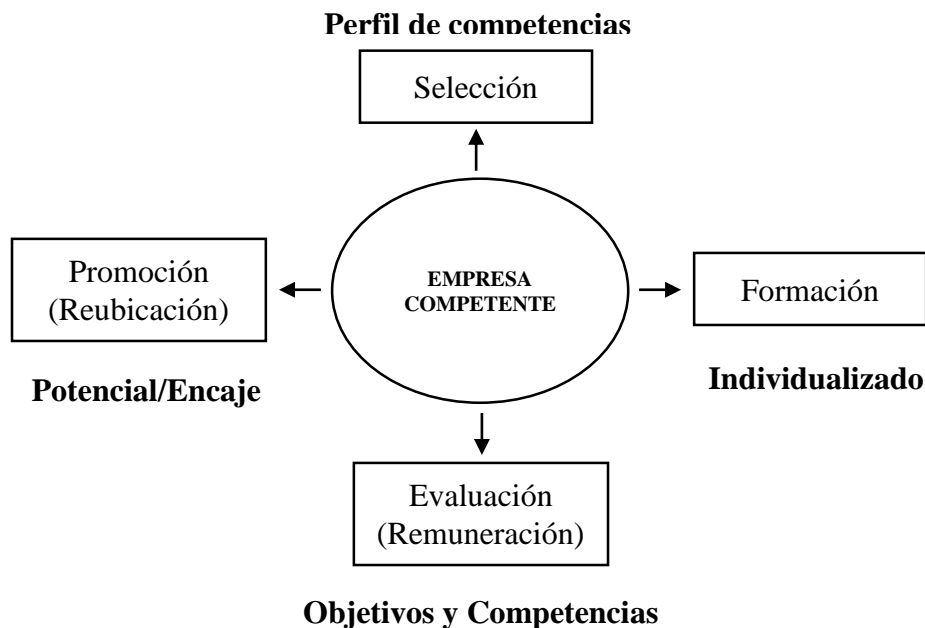 Perfil de competencias
Selección
Promoción
(Reubicación)
EMPRESA
COMPETENTE
Formación
Potencial/Encaje
Individualizado
Evaluación
(Remuneración)
Objetivos y Competencias